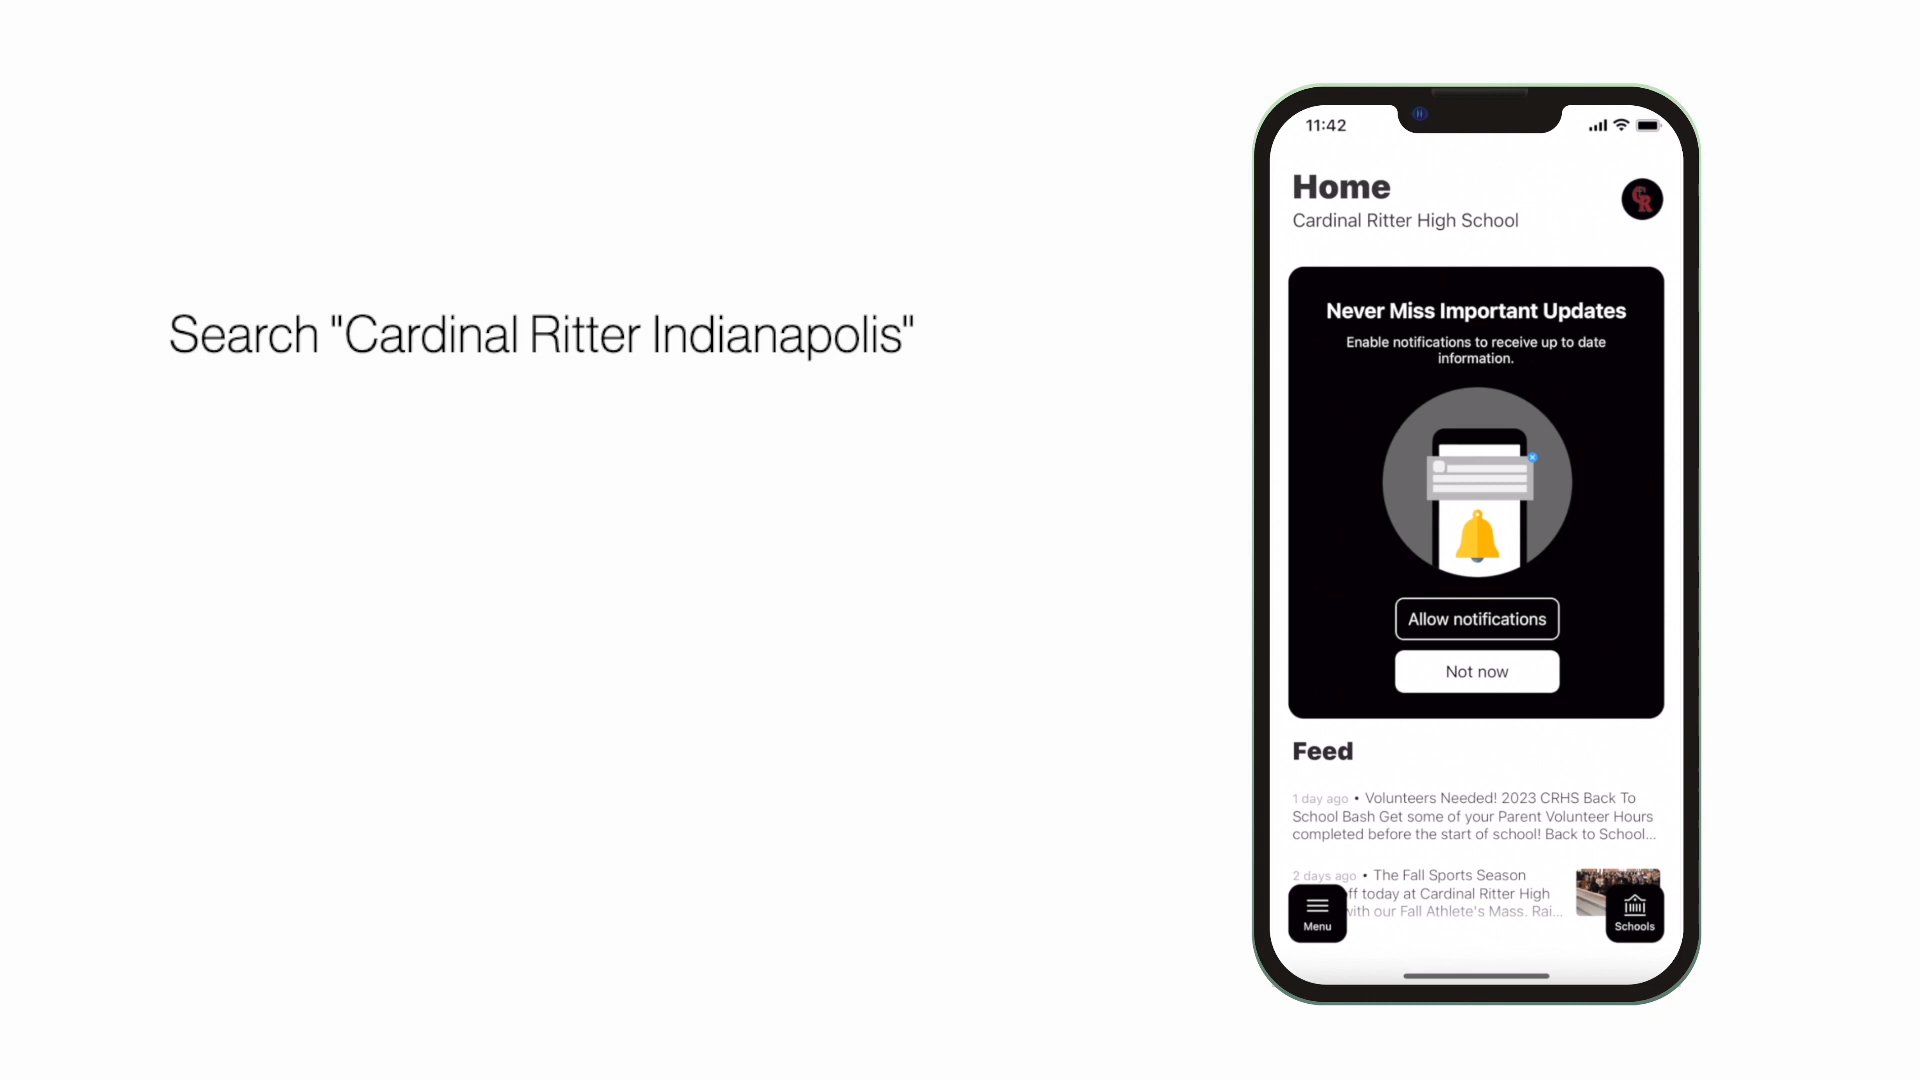 Search "Cardinal Ritter Indianapolis"
11:42
Home
Cardinal Ritter High School
CR
Never Miss Important Updates
Enable notifications to receive up to date
information.
Allow notifications
Not now
Feed
1 day ago • Volunteers Needed! 2023 CRHS Back To
School Bash Get some of your Parent Volunteer Hours
completed before the start of school! Back to School...
2 days ago • The Fall Sports Season
ff today at Cardinal Ritter High
with our Fall Athlete's Mass. Rai...
Menu
Schools